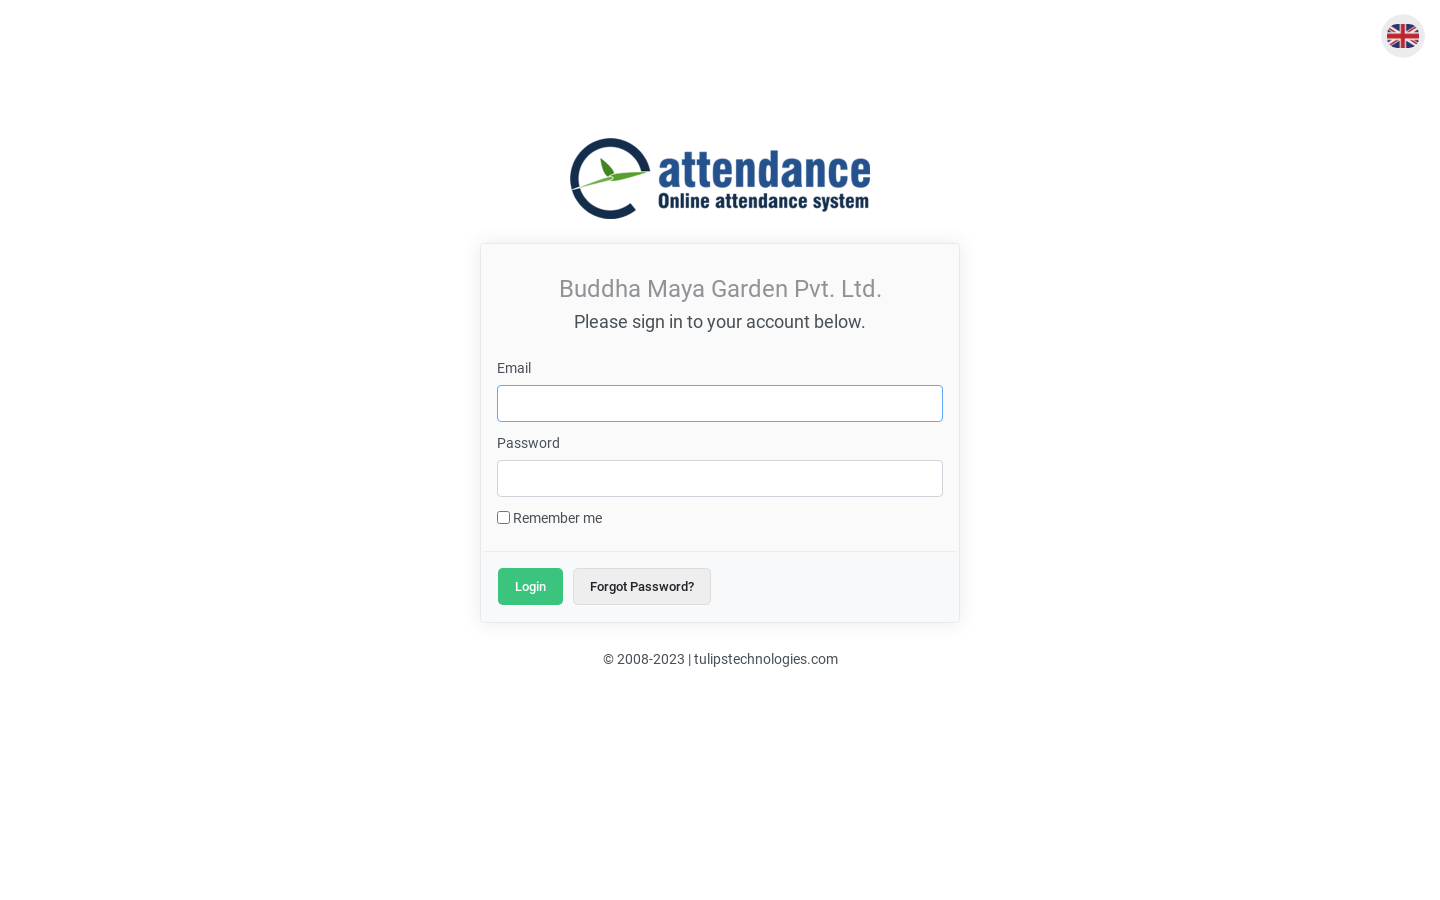 attendance
Online attendance system
Buddha Maya Garden Pvt. Ltd.
Please sign in to your account below.
Email
Password
Remember me
Login
Forgot Password?
© 2008-2023 | tulipstechnologies.com